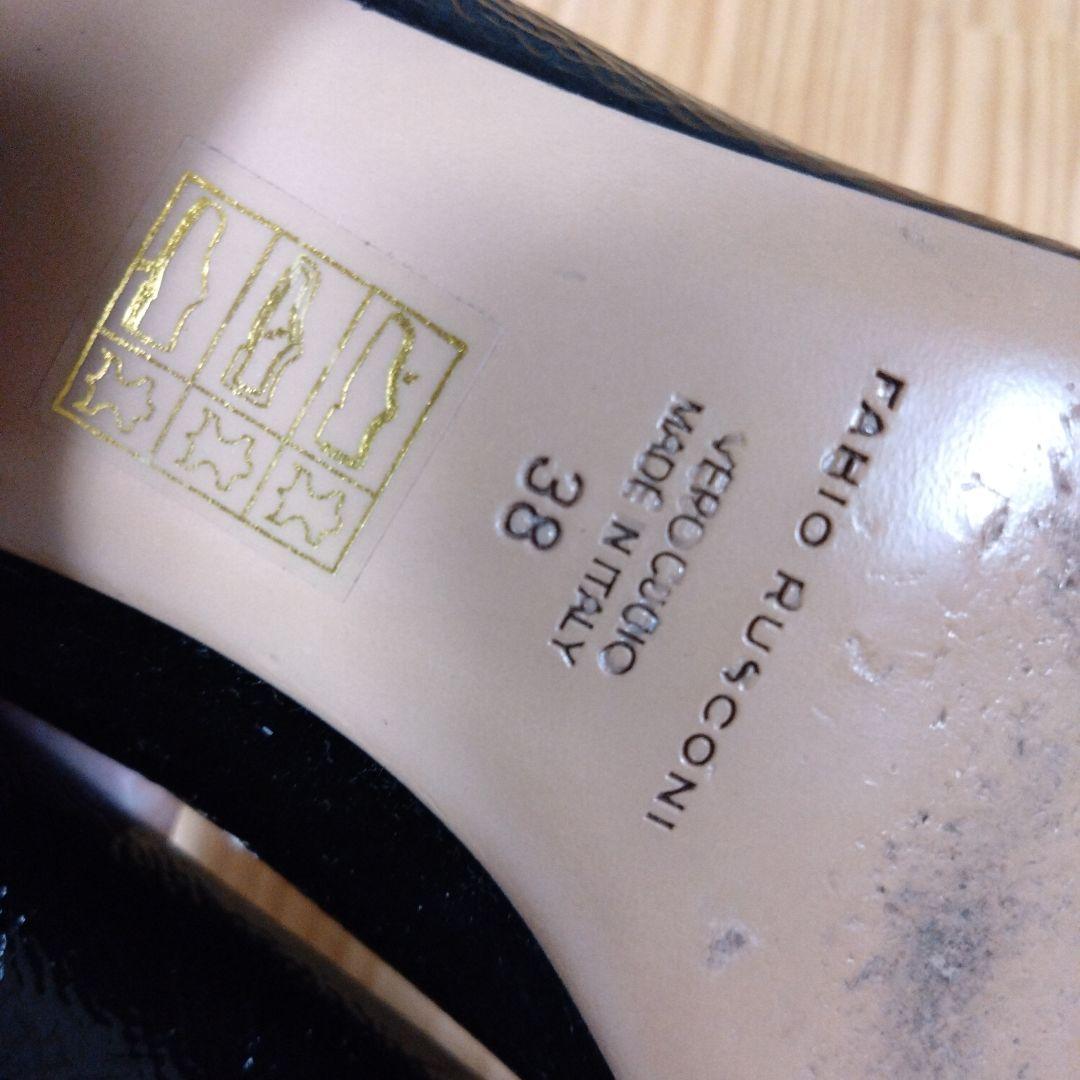 FABIO RUSCONI
VERO CUOIO
MADE IN ITALY
38